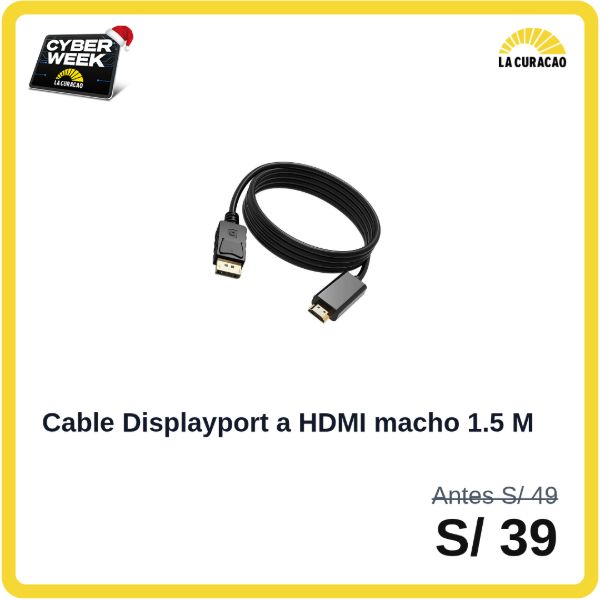 CYBER
WEEK
LA CURACAO
LA CURACAO
Cable Displayport a HDMI macho 1.5 M
Antes S/ 49
S/ 39